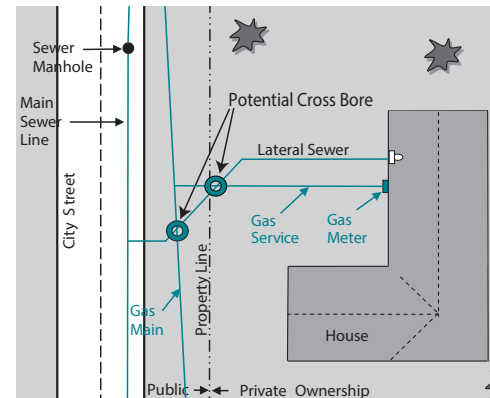 Sewer
Manhole
Main
Sewer
Line
City Street
Potential Cross Bore
Lateral Sewer
Gas
Service
Gas
Meter
Property Line
Gas
Main
House
Public
Private Ownership